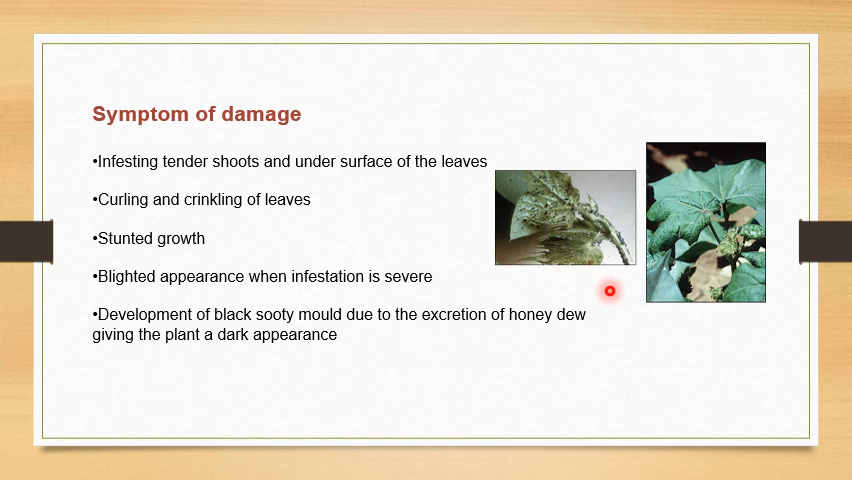 Symptom of damage
•Infesting tender shoots and under surface of the leaves
•Curling and crinkling of leaves
•Stunted growth
•Blighted appearance when infestation is severe
•Development of black sooty mould due to the excretion of honey dew
giving the plant a dark appearance